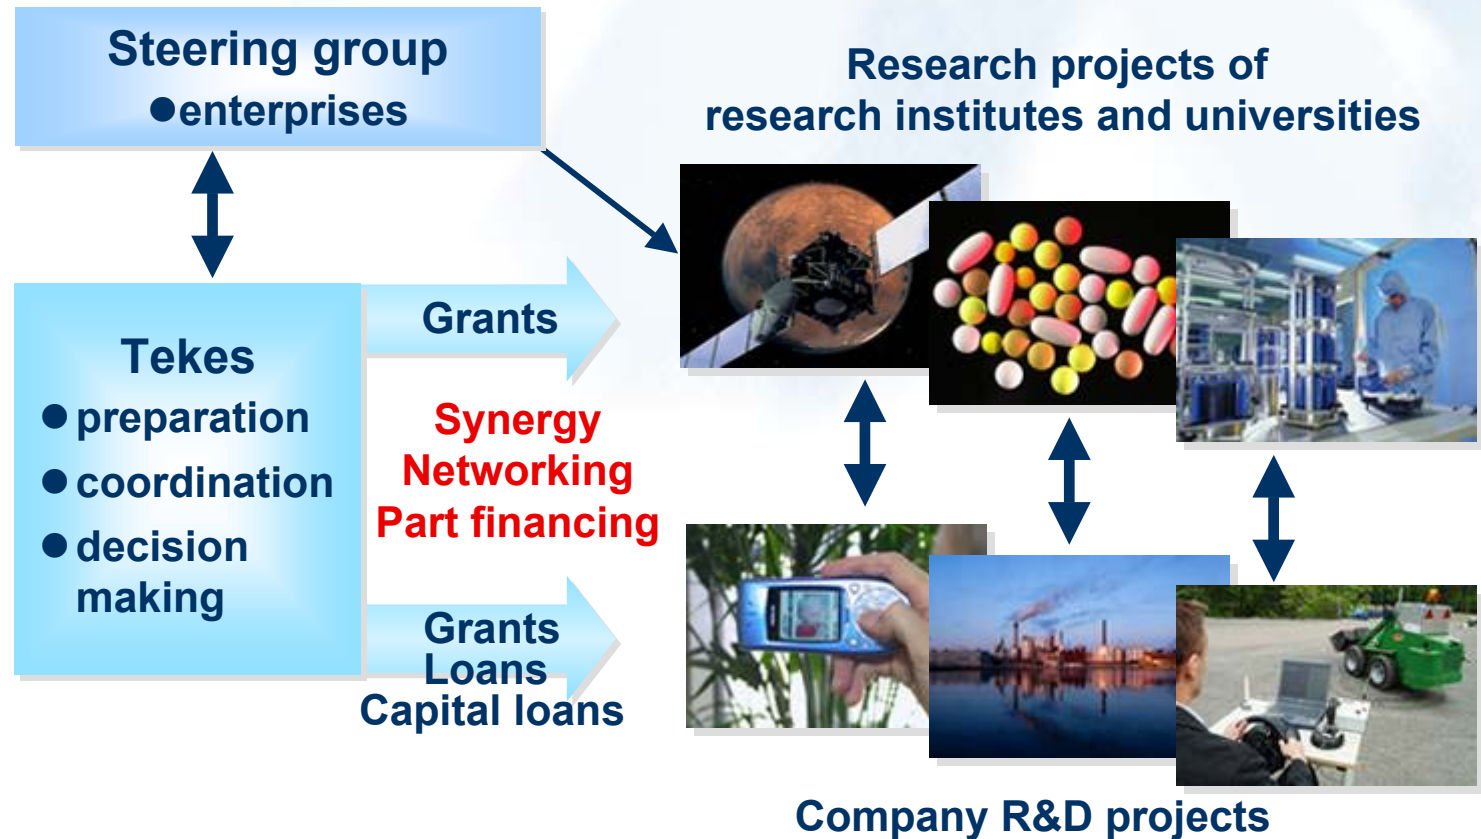 Steering group
●enterprises
Research projects of
research institutes and universities
Tekes
● preparation
● coordination
● decision
making
Grants
Synergy
Networking
Part financing
Grants
Loans
Capital loans
Company R&D projects